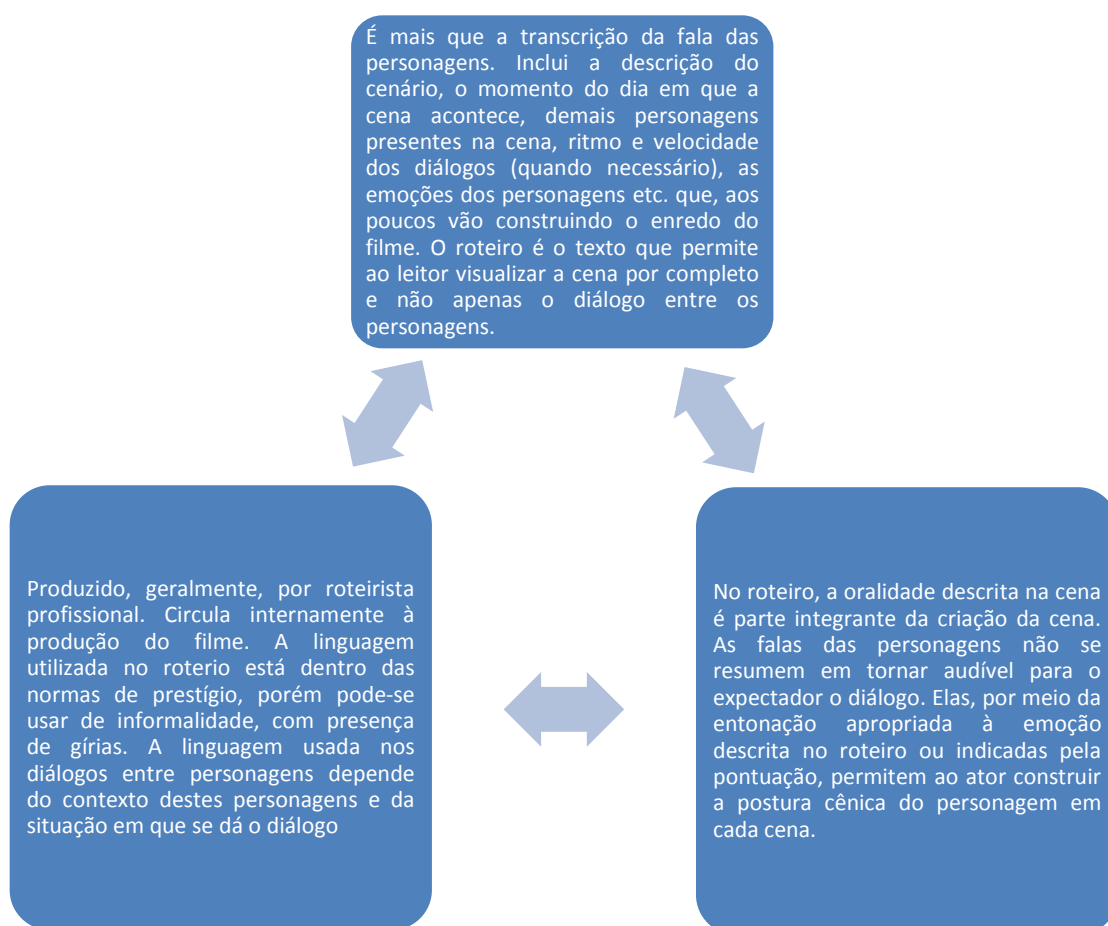 É mais que a transcrição da fala das
personagens. Inclui a descrição do
cenário, o momento do dia em que a
cena acontece, demais personagens
presentes na cena, ritmo e velocidade
dos diálogos (quando necessário), as
emoções dos personagens etc. que, aos
poucos vão construindo o enredo do
filme. O roteiro é o texto que permite
ao leitor visualizar a cena por completo
e não apenas o diálogo entre os
personagens.
Produzido, geralmente, por roteirista
profissional. Circula internamente à
produção do filme. A linguagem
utilizada no roterio está dentro das
normas de prestígio, porém pode-se
usar de informalidade, com presença
de gírias. A linguagem usada nos
diálogos entre personagens depende
do contexto destes personagens e da
situação em que se dá o diálogo
No roteiro, a oralidade descrita na cena
é parte integrante da criação da cena.
As falas das personagens não se
resumem em tornar audível para o
expectador o diálogo. Elas, por meio da
entonação apropriada à emoção
descrita no roteiro ou indicadas pela
pontuação, permitem ao ator construir
a postura cênica do personagem em
cada cena.